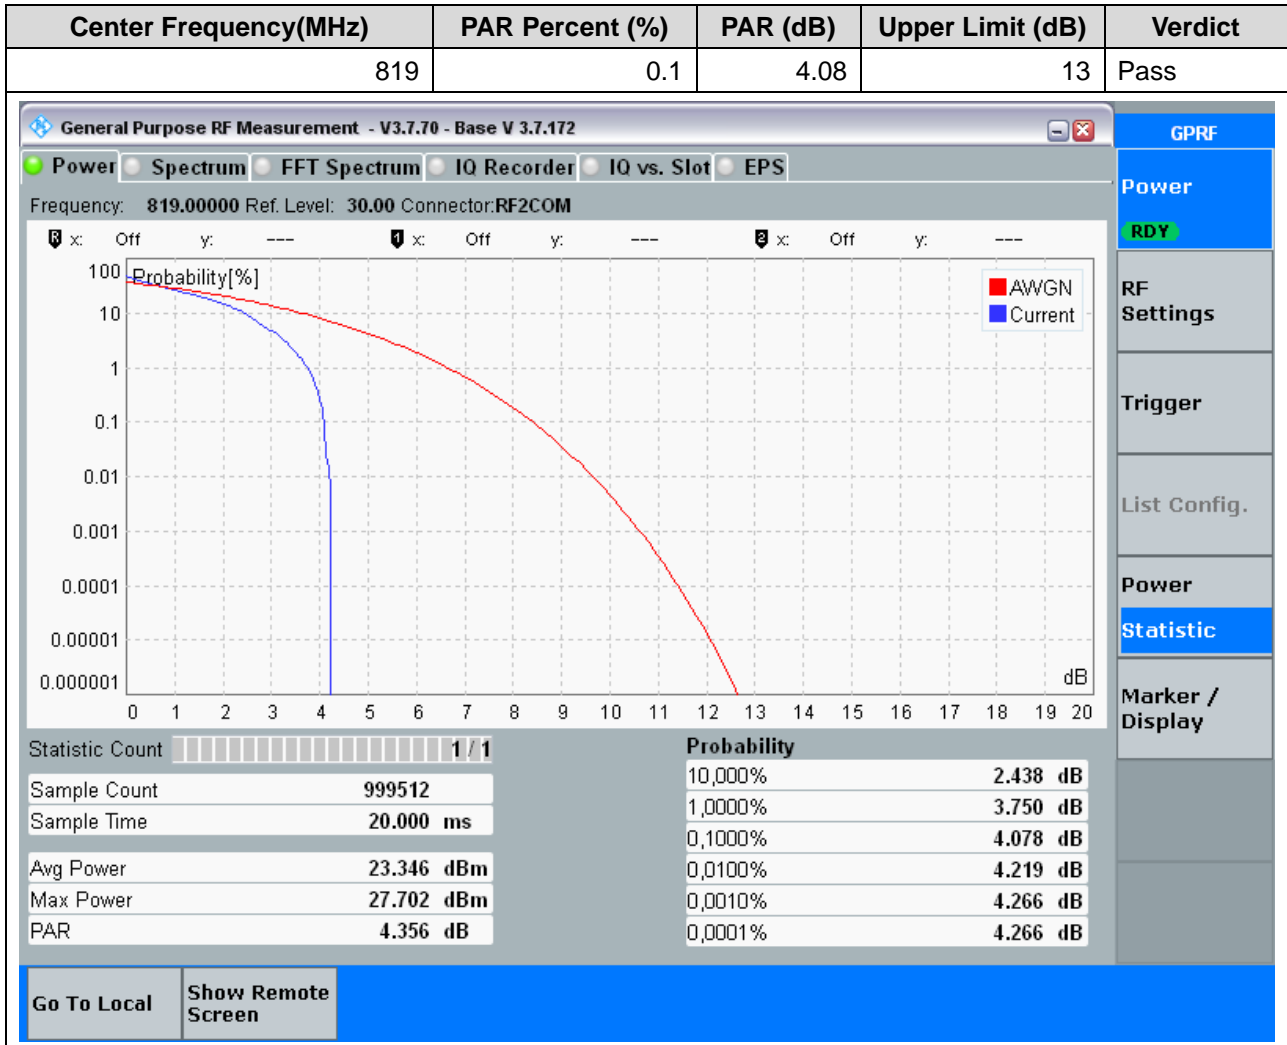 Center Frequency(MHz) PAR Percent (%) PAR (dB) Upper Limit (dB) Verdict
819 0.1 4.08 13 Pass
General Purpose RF Measurement - V3.7.70 - Base V 3.7.172
GPRF
Power Spectrum FFT Spectrum IQ Recorder IQ vs. Slot EPS
Power
RDY
Frequency: 819.00000 Ref. Level: 30.00 Connector:RF2COM
R x: Off y: --- 1 x: Off y: --- 2 x: Off y: ---
Probability[%]
AWGN
Current
100
10
1
0.1
0.01
0.001
0.0001
0.00001
0.000001
dB
0 1 2 3 4 5 6 7 8 9 10 11 12 13 14 15 16 17 18 19 20
RF
Settings
Trigger
List Config.
Power
Statistic
Marker /
Display
Statistic Count 1 / 1
Sample Count 999512
Sample Time 20.000 ms
Avg Power 23.346 dBm
Max Power 27.702 dBm
PAR 4.356 dB
Probability
10,000% 2.438 dB
1,0000% 3.750 dB
0,1000% 4.078 dB
0,0100% 4.219 dB
0,0010% 4.266 dB
0,0001% 4.266 dB
Go To Local
Show Remote
Screen